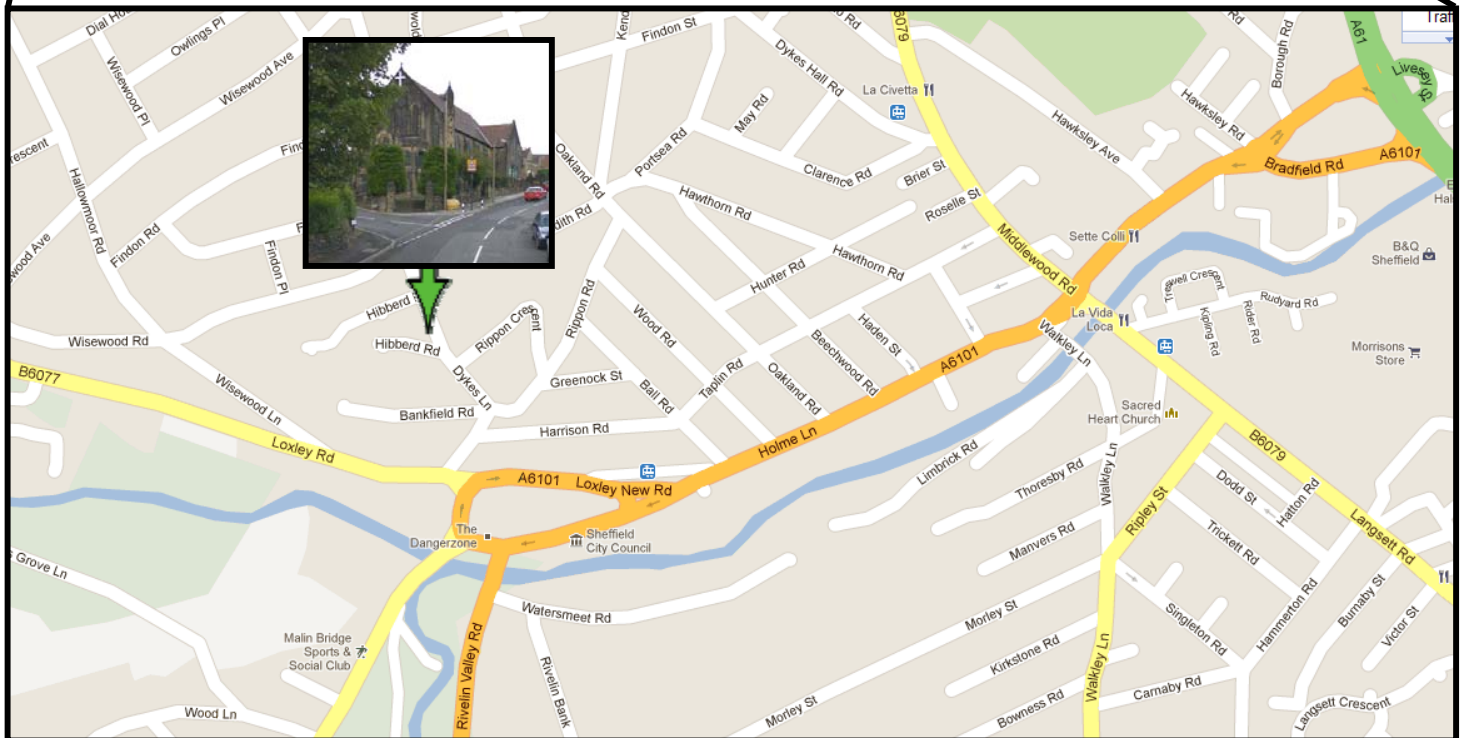 Dial
Owlings Pl
Wisewood Pl
Wisewood Ave
Findon St
Dykes Hall Rd
May Rd
Clarence Rd
Portsea Rd
Oakland Rd
Hawthorn Rd
La Civetta
Brier St
Roselle St
Hawksley Ave
Hawksley Rd
Borough Rd
A61
Livesey St
Bradfield Rd
A6101
Traf
Hallowmoor Rd
Findon Rd
Findon Pl
Hibberd
Hibberd Rd
Rippon Crescent
Rippon Rd
Hunter Rd
Hawthorn Rd
Middlewood Rd
Sette Colli
B&Q
Sheffield
Wood Rd
Haden St
Beechwood Rd
Taplin Rd
Oakland Rd
A6101
La Vida
Loca
Walkley Ln
Kipling Rd
Rider Rd
Rudyard Rd
Morrisons
Store
Wisewood Rd
B6077
Wisewood Ln
Dykes Ln
Greenock St
Ball Rd
Bankfield Rd
Harrison Rd
Holme Ln
Sacred
Heart Church
B6079
Loxley Rd
A6101
Loxley New Rd
Limbrick Rd
Thoresby Rd
Walkley Ln
Ripley St
Dodd St
Hatton Rd
Langsett Rd
The
Dangerzone
Sheffield
City Council
Manvers Rd
Trickett Rd
Grove Ln
Watersmeet Rd
Morley St
Singleton Rd
Hammerton Rd
Burnaby St
Victor St
Malin Bridge
Sports &
Social Club
Rivelin Valley Rd
Rivelin Bank
Kirkstone Rd
Walkley Ln
Carnaby Rd
Wood Ln
Morley St
Bowness Rd
Langsett Crescent